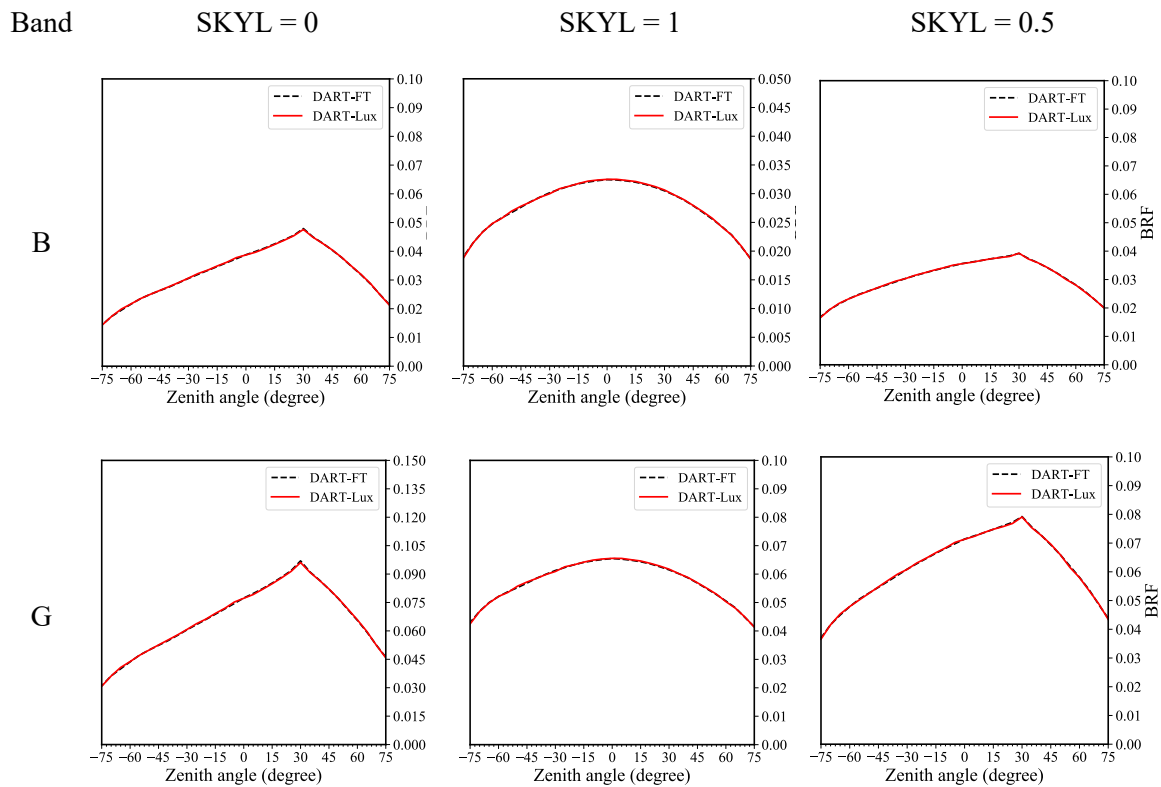 Band SKYL = 0 SKYL = 1 SKYL = 0.5
B
DART-FT
DART-Lux
0.10
0.09
0.08
0.07
0.06
0.05
0.04
0.03
0.02
0.01
0.00
−75 −60 −45 −30 −15 0 15 30 45 60 75
Zenith angle (degree)
DART-FT
DART-Lux
0.050
0.045
0.040
0.035
0.030
0.025
0.020
0.015
0.010
0.005
0.000
−75 −60 −45 −30 −15 0 15 30 45 60 75
Zenith angle (degree)
DART-FT
DART-Lux
0.10
0.09
0.08
0.07
0.06
0.05
0.04
0.03
0.02
0.01
0.00
BRF
−75 −60 −45 −30 −15 0 15 30 45 60 75
Zenith angle (degree)
G
DART-FT
DART-Lux
0.150
0.135
0.120
0.105
0.090
0.075
0.060
0.045
0.030
0.015
0.000
−75 −60 −45 −30 −15 0 15 30 45 60 75
Zenith angle (degree)
DART-FT
DART-Lux
0.10
0.09
0.08
0.07
0.06
0.05
0.04
0.03
0.02
0.01
0.00
−75 −60 −45 −30 −15 0 15 30 45 60 75
Zenith angle (degree)
DART-FT
DART-Lux
0.10
0.09
0.08
0.07
0.06
0.05
0.04
0.03
0.02
0.01
0.00
BRF
−75 −60 −45 −30 −15 0 15 30 45 60 75
Zenith angle (degree)